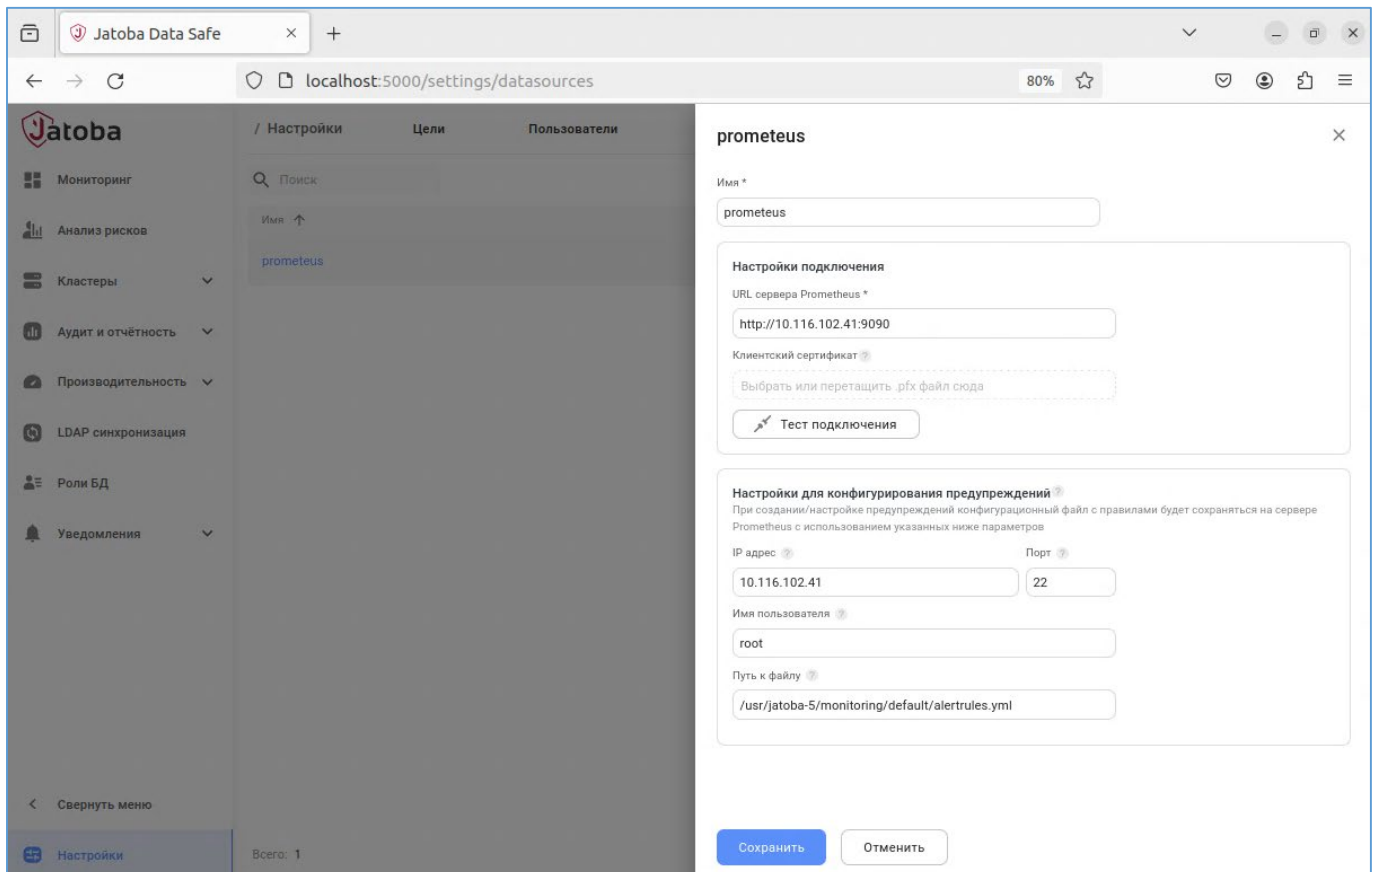 Jatoba Data Safe
localhost:5000/settings/datasources
80%
Jatoba
Мониторинг
Анализ рисков
Кластеры
Аудит и отчётность
Производительность
LDAP синхронизация
Роли БД
Уведомления
Свернуть меню
Настройки
/ Настройки Цели Пользователи
Поиск
Имя
prometeus
Всего: 1
prometeus
Имя *
prometeus
Настройки подключения
URL сервера Prometheus *
http://10.116.102.41:9090
Клиентский сертификат ?
Выбрать или перетащить .pfx файл сюда
Тест подключения
Настройки для конфигурирования предупреждений ?
При создании/настройке предупреждений конфигурационный файл с правилами будет сохраняться на сервере
Prometheus с использованием указанных ниже параметров
IP адрес ? Порт ?
10.116.102.41 22
Имя пользователя ?
root
Путь к файлу ?
/usr/jatoba-5/monitoring/default/alertrules.yml
Сохранить Отменить